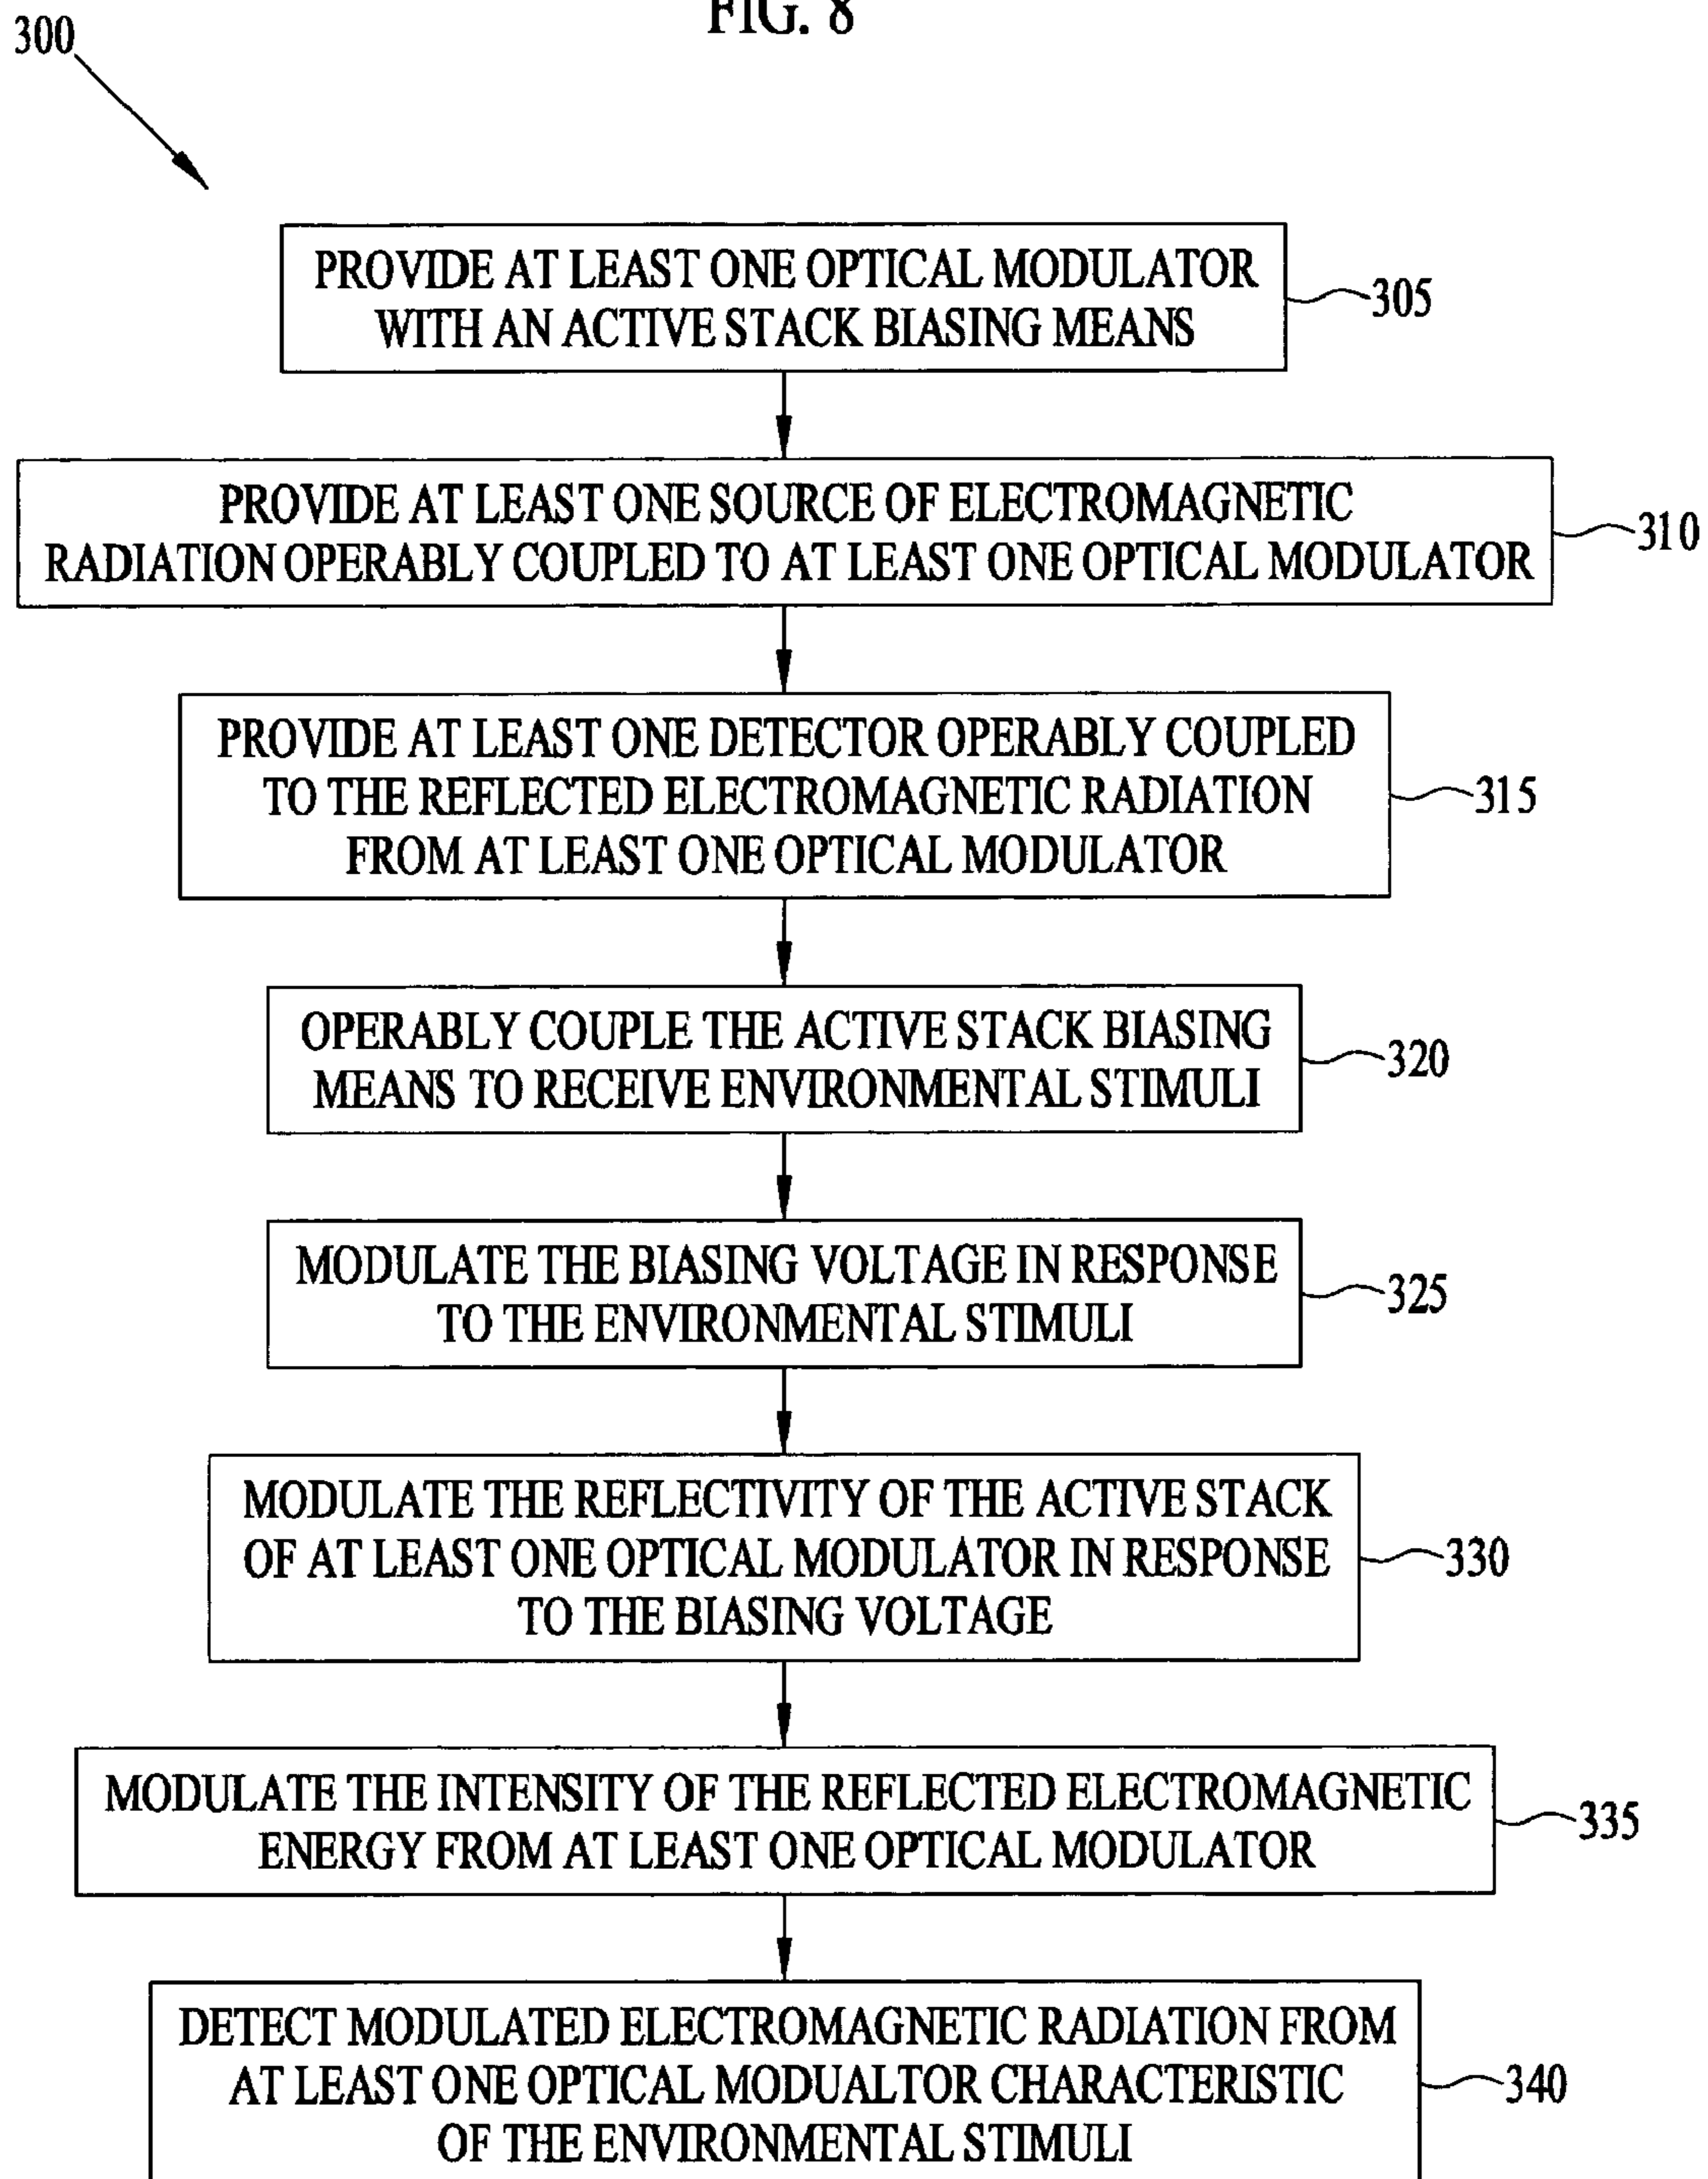 FIG. 8
300
PROVIDE AT LEAST ONE OPTICAL MODULATOR
WITH AN ACTIVE STACK BIASING MEANS
305
PROVIDE AT LEAST ONE SOURCE OF ELECTROMAGNETIC
RADIATION OPERABLY COUPLED TO AT LEAST ONE OPTICAL MODULATOR
310
PROVIDE AT LEAST ONE DETECTOR OPERABLY COUPLED
TO THE REFLECTED ELECTROMAGNETIC RADIATION
FROM AT LEAST ONE OPTICAL MODULATOR
315
OPERABLY COUPLE THE ACTIVE STACK BIASING
MEANS TO RECEIVE ENVIRONMENTAL STIMULI
320
MODULATE THE BIASING VOLTAGE IN RESPONSE
TO THE ENVIRONMENTAL STIMULI
325
MODULATE THE REFLECTIVITY OF THE ACTIVE STACK
OF AT LEAST ONE OPTICAL MODULATOR IN RESPONSE
TO THE BIASING VOLTAGE
330
MODULATE THE INTENSITY OF THE REFLECTED ELECTROMAGNETIC
ENERGY FROM AT LEAST ONE OPTICAL MODULATOR
335
DETECT MODULATED ELECTROMAGNETIC RADIATION FROM
AT LEAST ONE OPTICAL MODUALTOR CHARACTERISTIC
OF THE ENVIRONMENTAL STIMULI
340